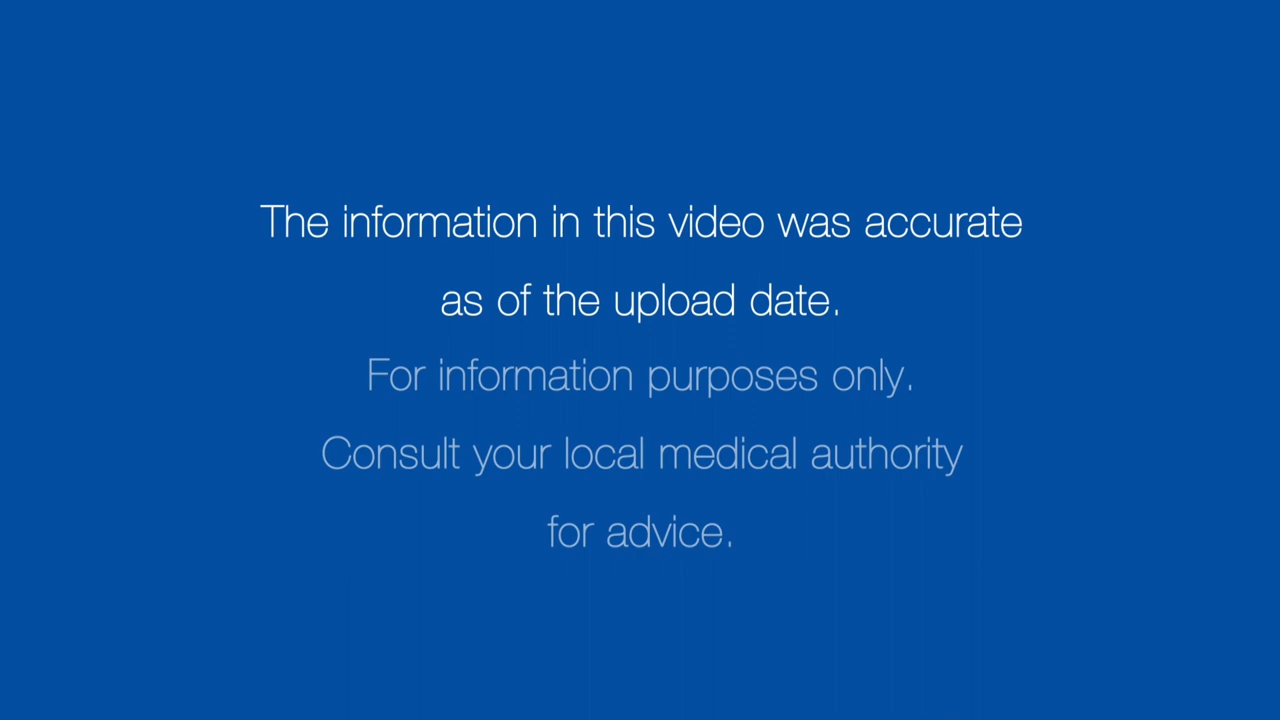 The information in this video was accurate
as of the upload date.
For information purposes only.
Consult your local medical authority
for advice.